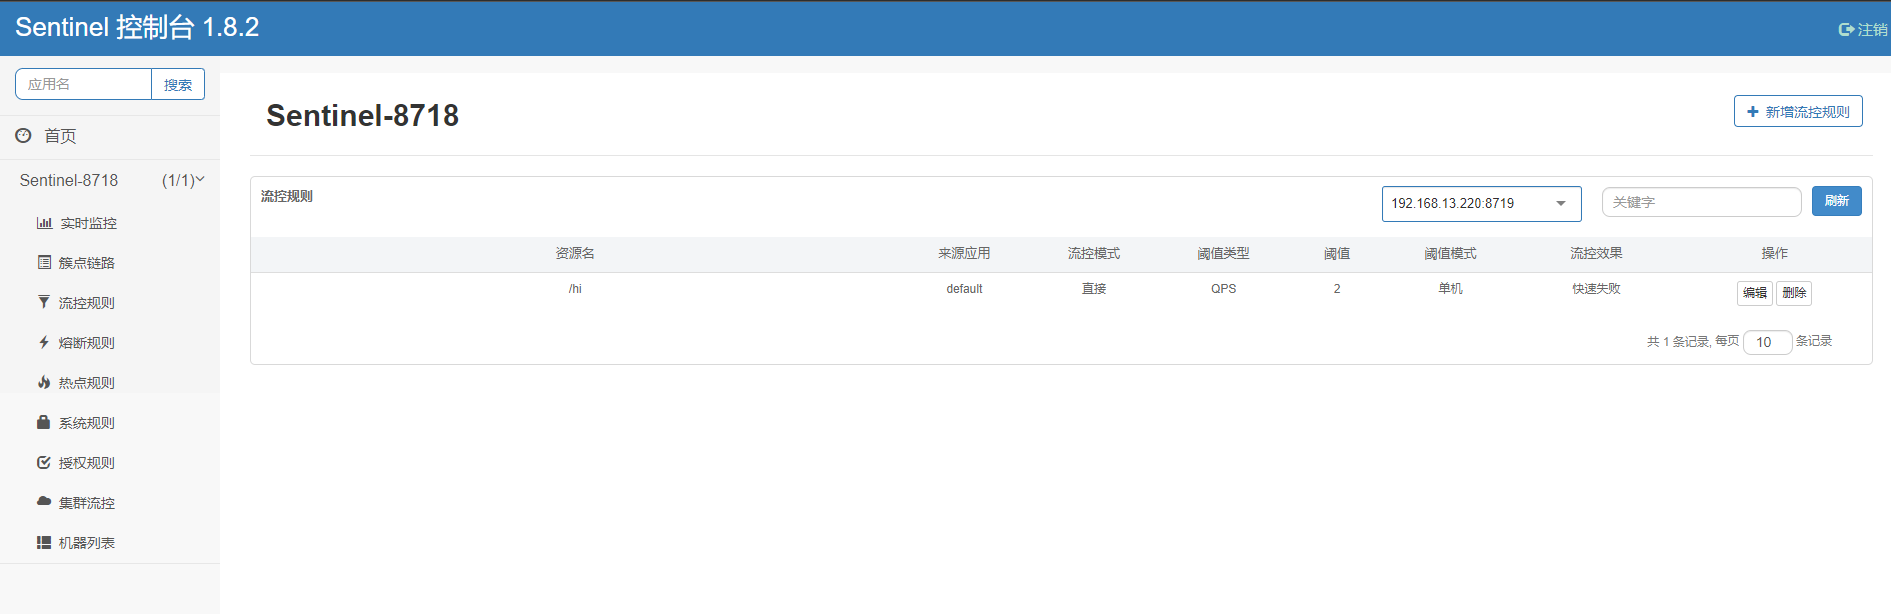 Sentinel 控制台 1.8.2
注销
应用名 搜索
首页
Sentinel-8718 (1/1)
实时监控
簇点链路
流控规则
熔断规则
热点规则
系统规则
授权规则
集群流控
机器列表
Sentinel-8718
新增流控规则
流控规则 192.168.13.220:8719 关键字 刷新
资源名 来源应用 流控模式 阈值类型 阈值 阈值模式 流控效果 操作
/hi default 直接 QPS 2 单机 快速失败 编辑 删除
共 1 条记录, 每页 10 条记录